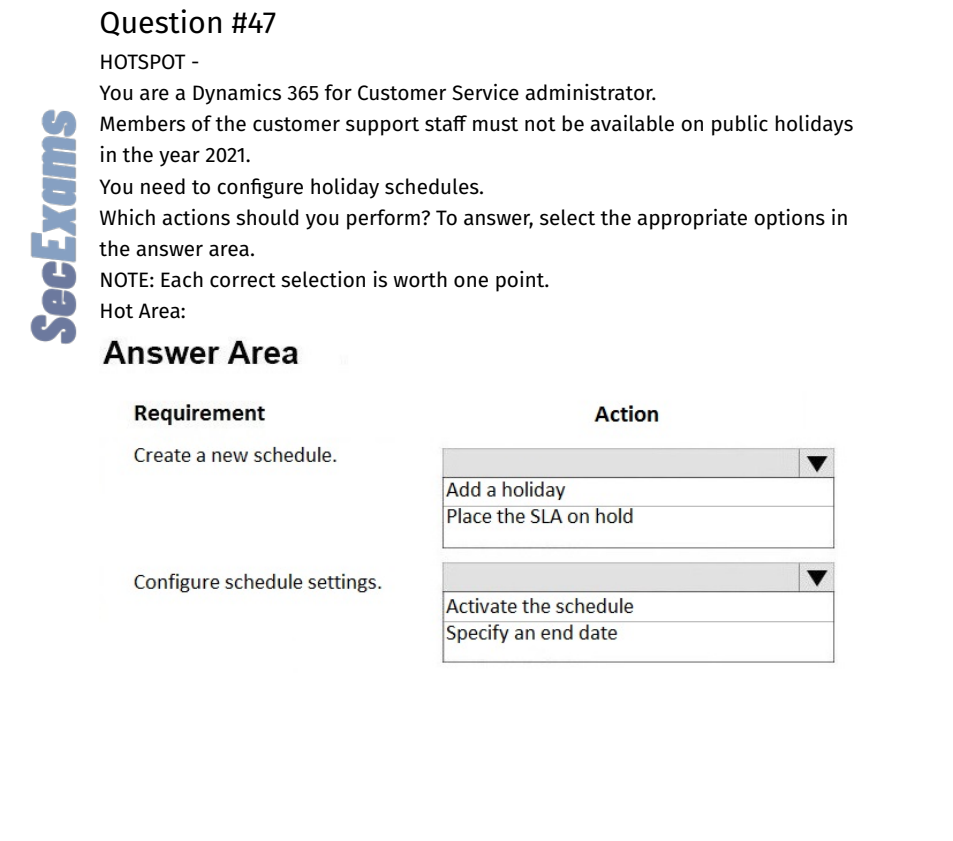 Question #47
HOTSPOT -
You are a Dynamics 365 for Customer Service administrator.
Members of the customer support staff must not be available on public holidays
in the year 2021.
You need to configure holiday schedules.
Which actions should you perform? To answer, select the appropriate options in
the answer area.
NOTE: Each correct selection is worth one point.
Hot Area:
SecExams
Answer Area
Requirement
Action
Create a new schedule.
Add a holiday
Place the SLA on hold
Configure schedule settings.
Activate the schedule
Specify an end date